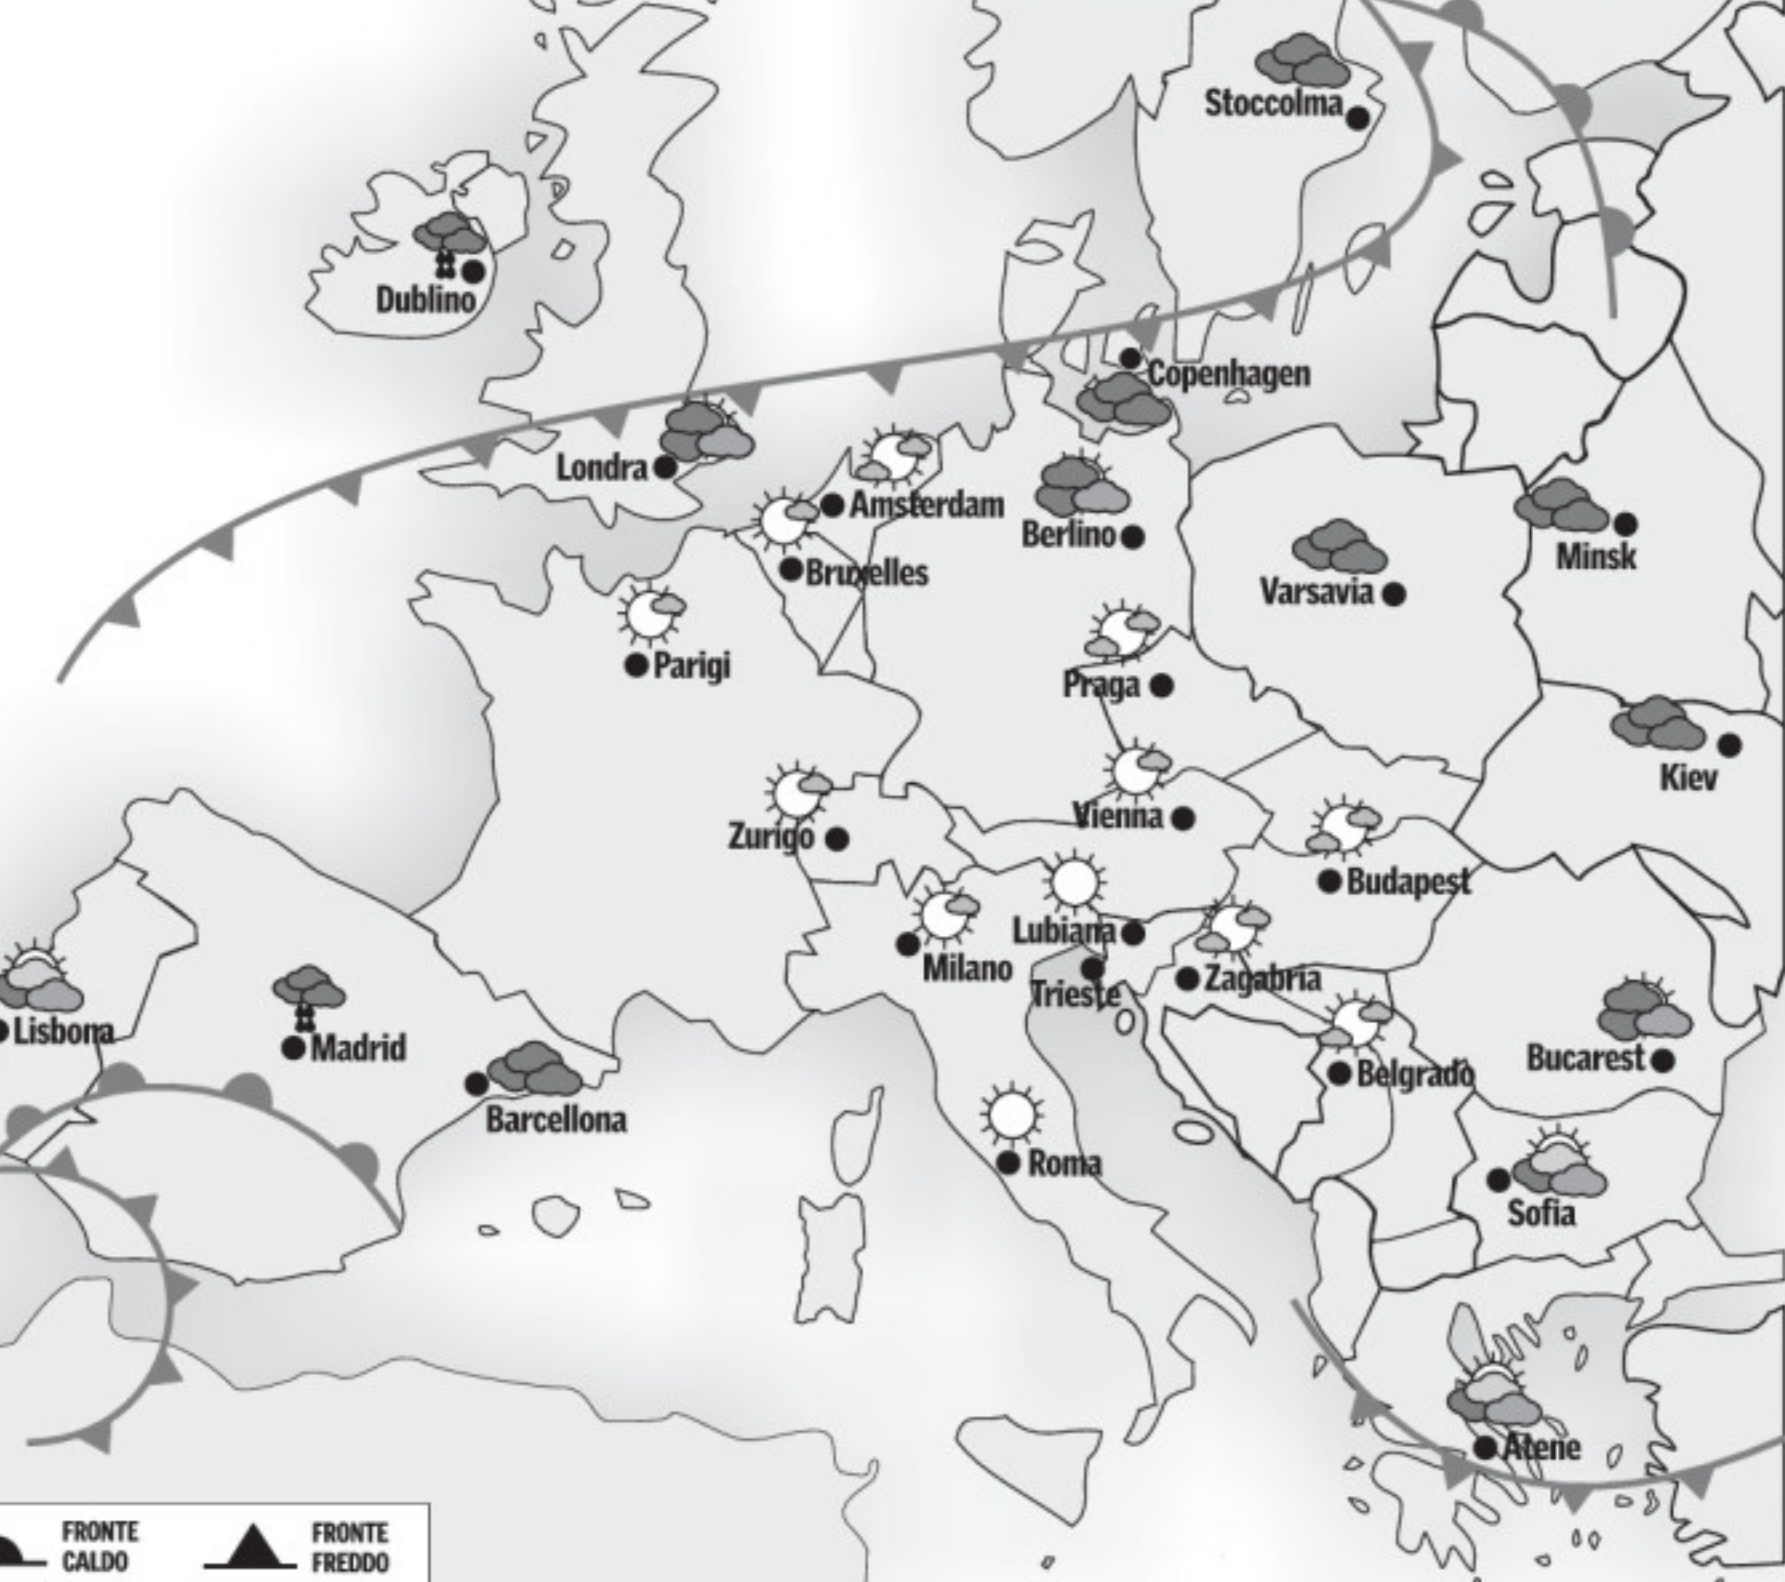 Stoccolma
Dublino
Copenhagen
Londra
Amsterdam
Berlino
Minsk
Bruxelles
Varsavia
Parigi
Praga
Kiev
Vienna
Zurigo
Budapest
Lubiana
Milano
Zagabria
Trieste
Lisbona
Madrid
Bucarest
Belgrado
Barcellona
Roma
Sofia
Atene
FRONTE
CALDO
FRONTE
FREDDO